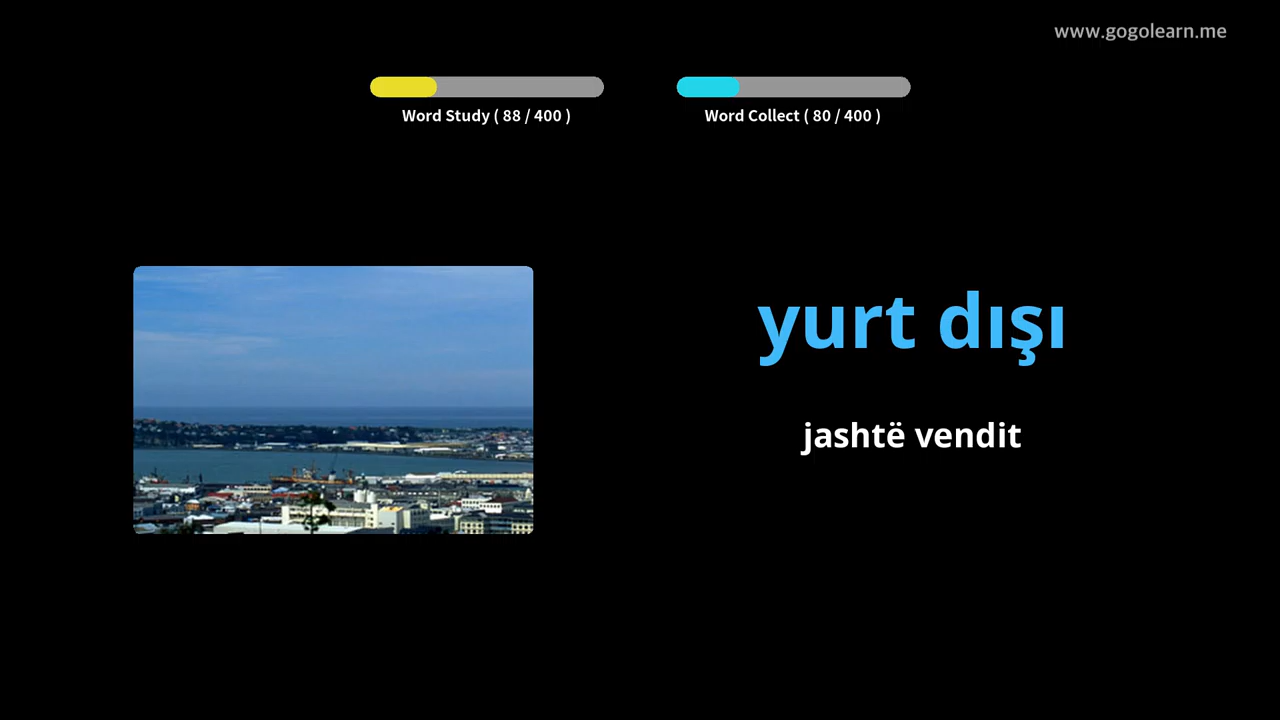 www.gogolearn.me
Word Study ( 88 / 400 )
Word Collect ( 80 / 400 )
yurt dışı
jashtë vendit